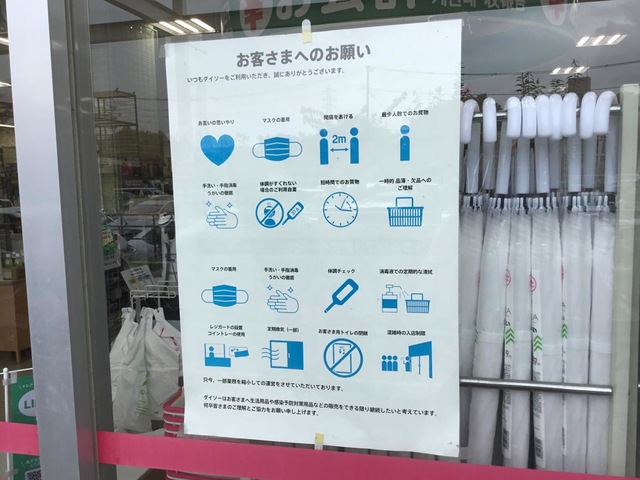 お客さまへのお願い
いつもダイソーをご利用いただき、誠にありがとうございます。
お互いの思いやり
マスクの着用
間隔をあける
最少人数でのお買物
2m
手洗い・手指消毒
うがいの徹底
体調がすぐれない
場合のご利用自粛
短時間でのお買物
一時的 品薄・欠品への
ご理解
マスクの着用
手洗い・手指消毒
うがいの徹底
体調チェック
消毒液での定期的な清拭
レジガードの設置
コイントレーの使用
定期換気（一部）
お客さま用トイレの閉鎖
混雑時の入店制限
只今、一部業務を縮小しての運営をさせていただいております。
ダイソーはお客さまへ生活用品や感染予防対策用品などの販売をできる限り継続したいと考えています。
何卒皆さまのご理解とご協力をお願い申し上げます。